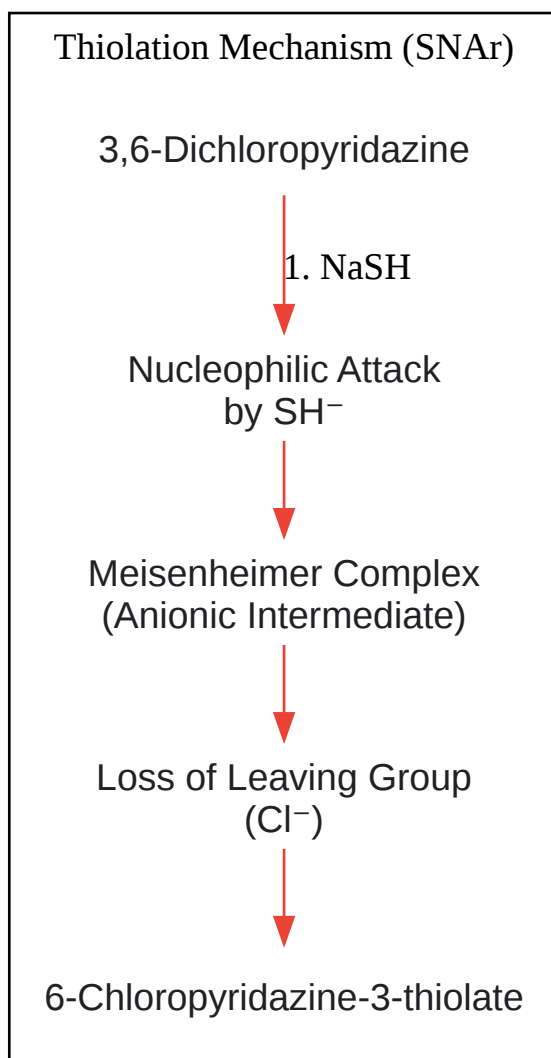 Thiolation Mechanism (SNAr)
3,6-Dichloropyridazine
1. NaSH
Nucleophilic Attack
by SH⁻
Meisenheimer Complex
(Anionic Intermediate)
Loss of Leaving Group
(Cl⁻)
6-Chloropyridazine-3-thiolate